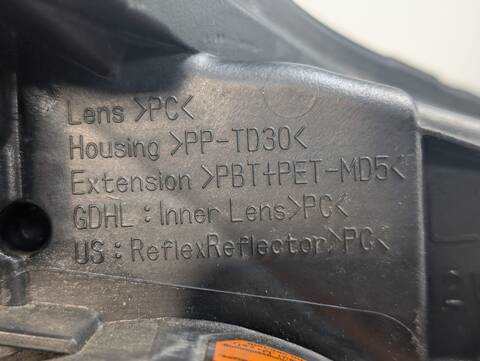 Lens >PC<
Housing >PP-TD30<
Extension >PBT+PET-MD5<
GDHL : Inner Lens>PC<
US : ReflexReflector>PC<